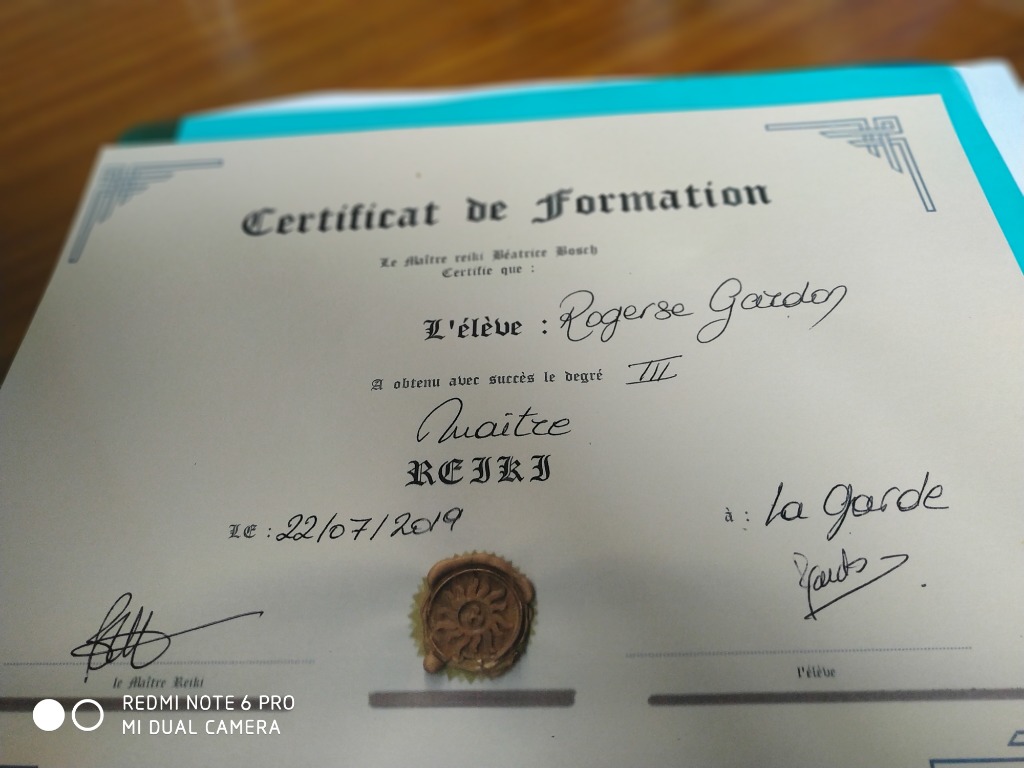 Certificat de Formation
Le Maître reiki Béatrice Bosch
Certifie que :
L'élève : Rogerse Gardon
A obtenu avec succès le degré III
Maitre
REIKI
LE : 22/07/2019
à : La Garde
le Maître Reiki
l'élève
REDMI NOTE 6 PRO
MI DUAL CAMERA